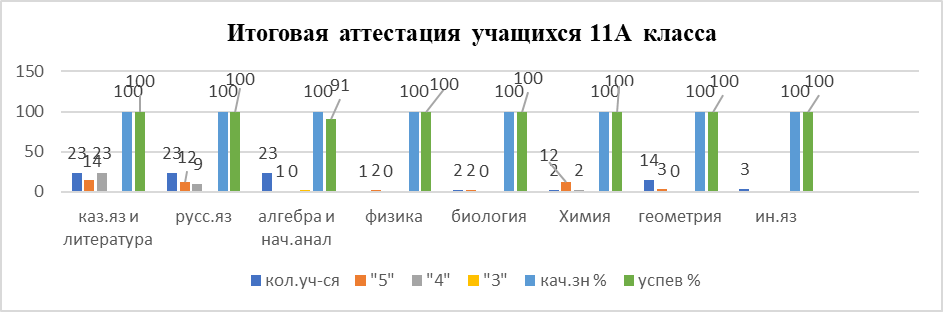 Итоговая аттестация учащихся 11А класса
150
100
50
0
23 14 23 100 100
23 12 9 100 100
23 1 0 100 91
1 2 0 100 100
2 2 0 100 100
2 12 2 100 100
14 3 0 100 100
3 100 100
каз.яз и литература
русс.яз
алгебра и нач.анал
физика
биология
Химия
геометрия
ин.яз
кол.уч-ся "5" "4" "3" кач.зн % успев %